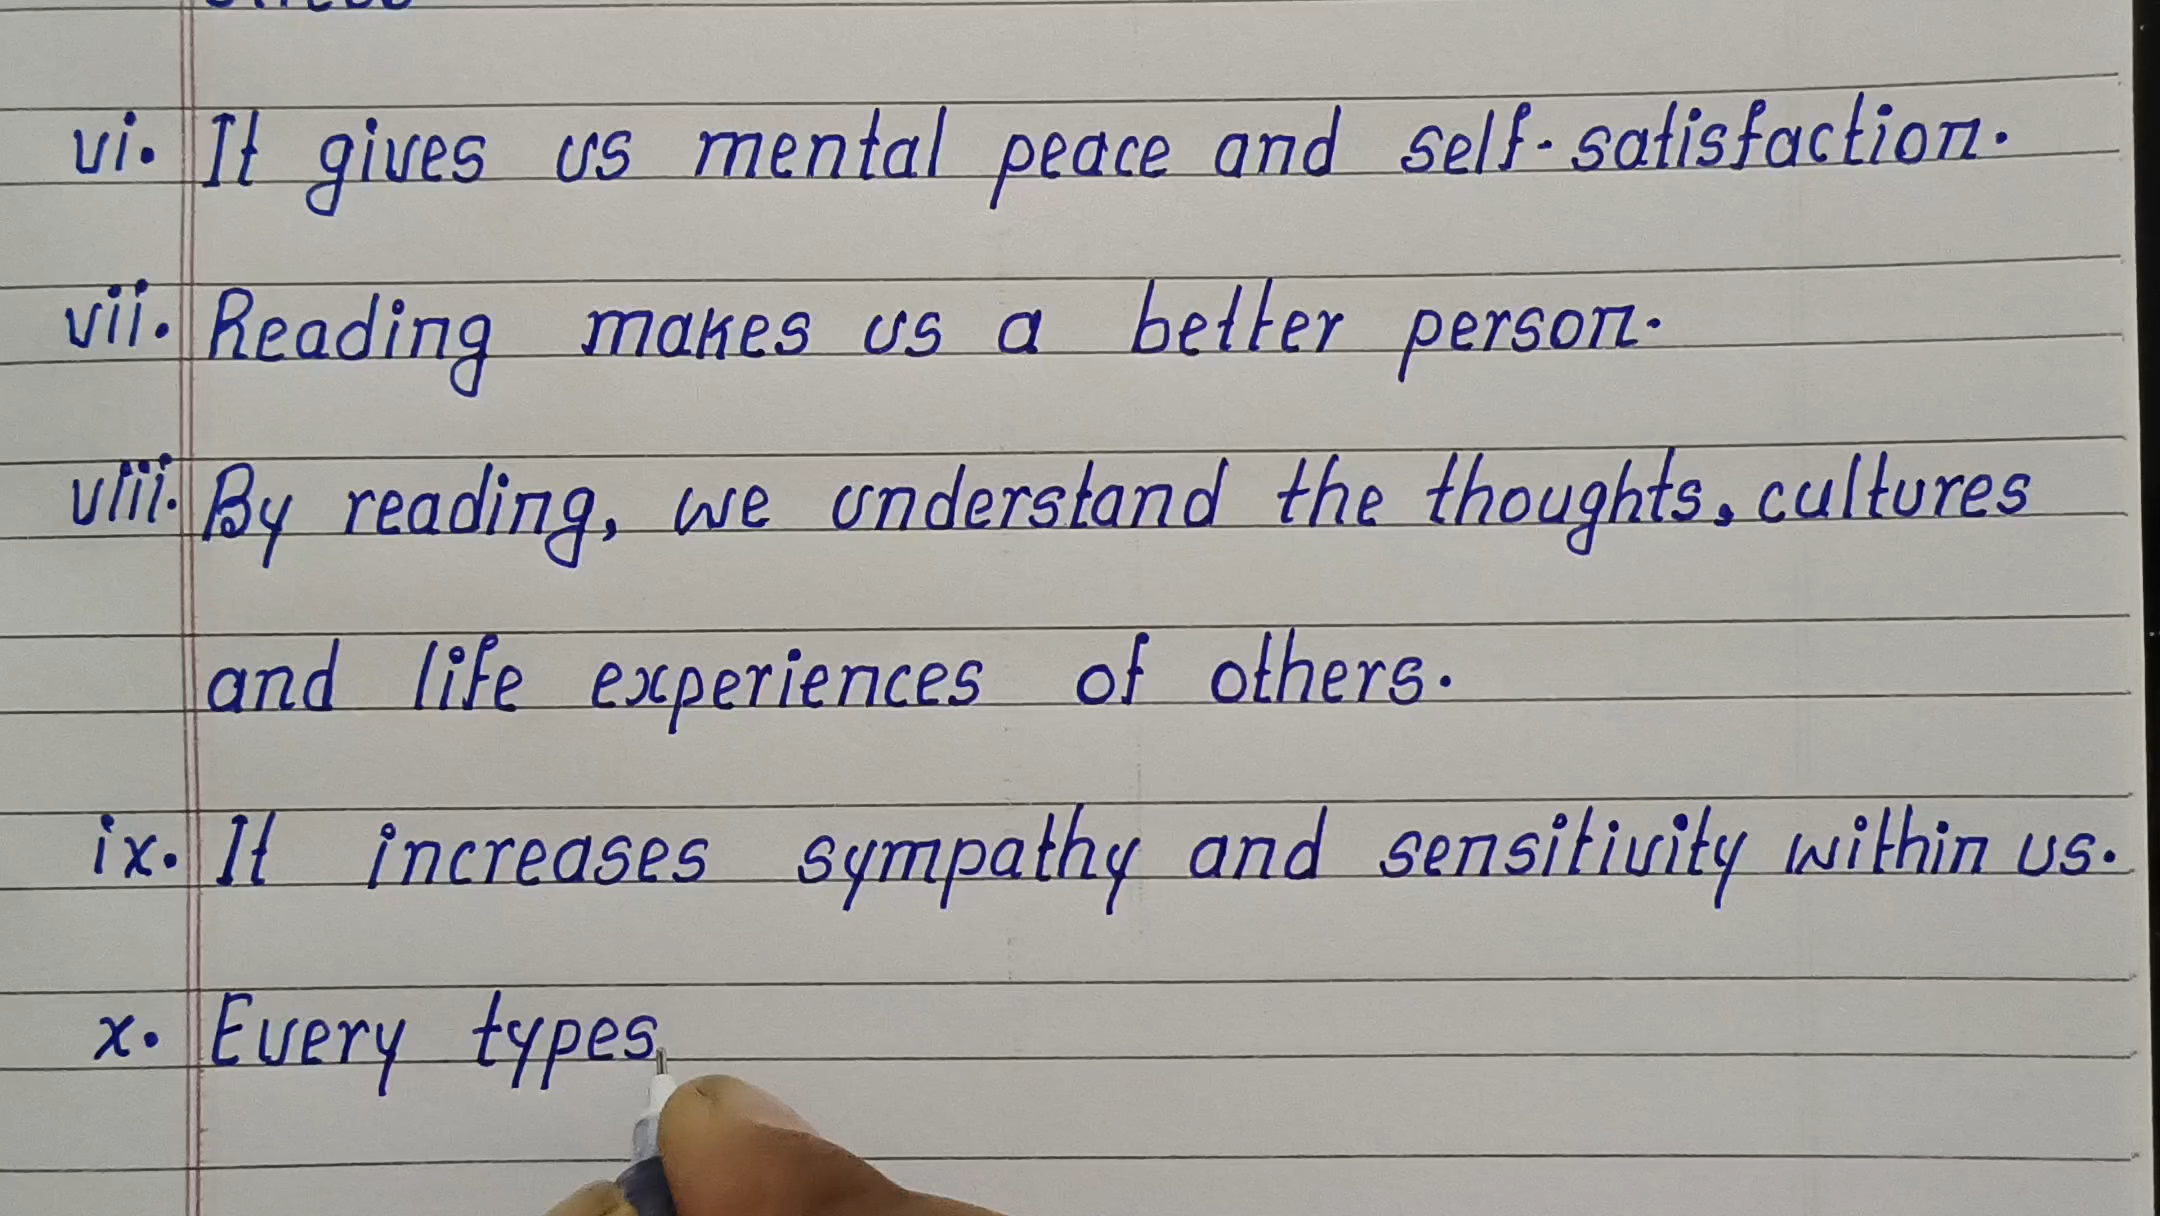 vi. It gives us mental peace and self-satisfaction.
vii. Reading makes us a better person.
viii. By reading, we understand the thoughts, cultures
and life experiences of others.
ix. It increases sympathy and sensitivity within us.
x. Every types